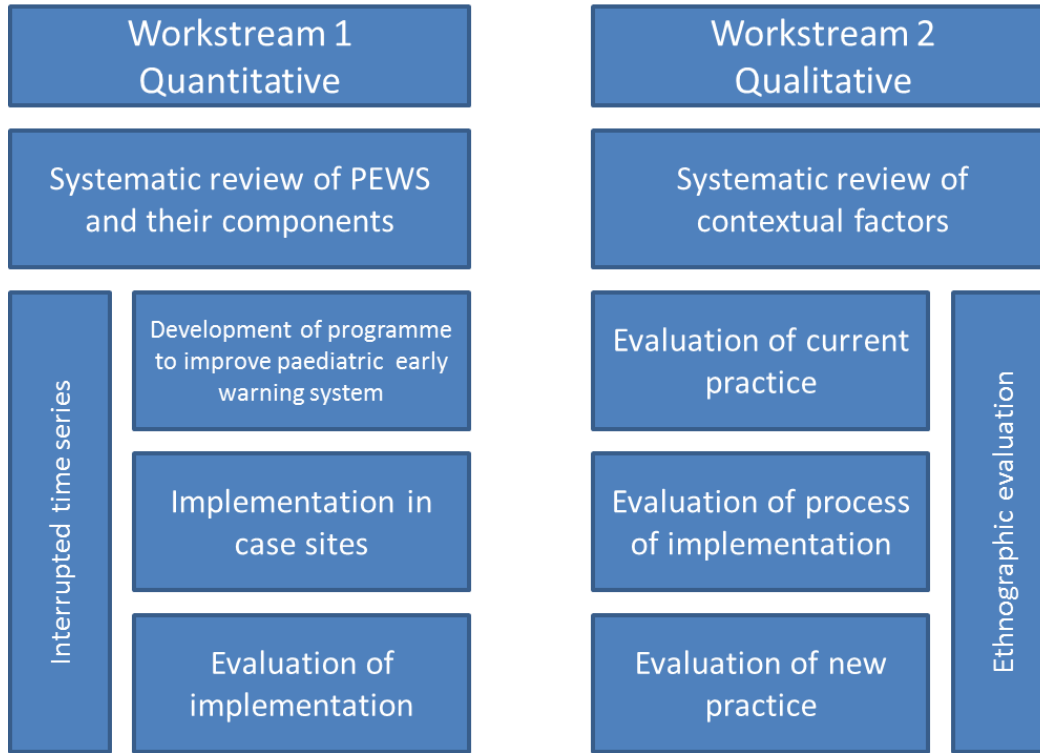 Workstream 1
Quantitative
Systematic review of PEWS
and their components
Interrupted time series
Development of programme
to improve paediatric early
warning system
Implementation in
case sites
Evaluation of
implementation
Workstream 2
Qualitative
Systematic review of
contextual factors
Evaluation of current
practice
Evaluation of process
of implementation
Evaluation of new
practice
Ethnographic evaluation